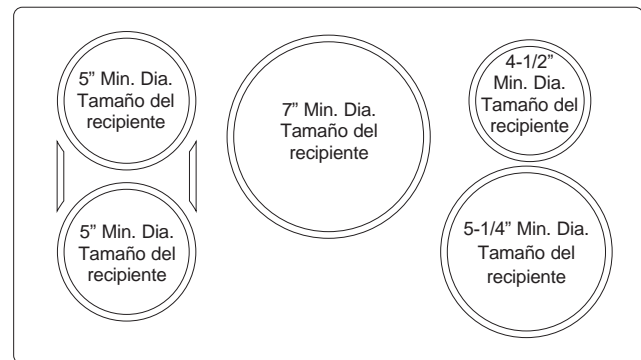 5” Min. Dia.
Tamaño del
recipiente
7” Min. Dia.
Tamaño del
recipiente
4-1/2”
Min. Dia.
Tamaño del
recipiente
5” Min. Dia.
Tamaño del
recipiente
5-1/4” Min. Dia.
Tamaño del
recipiente